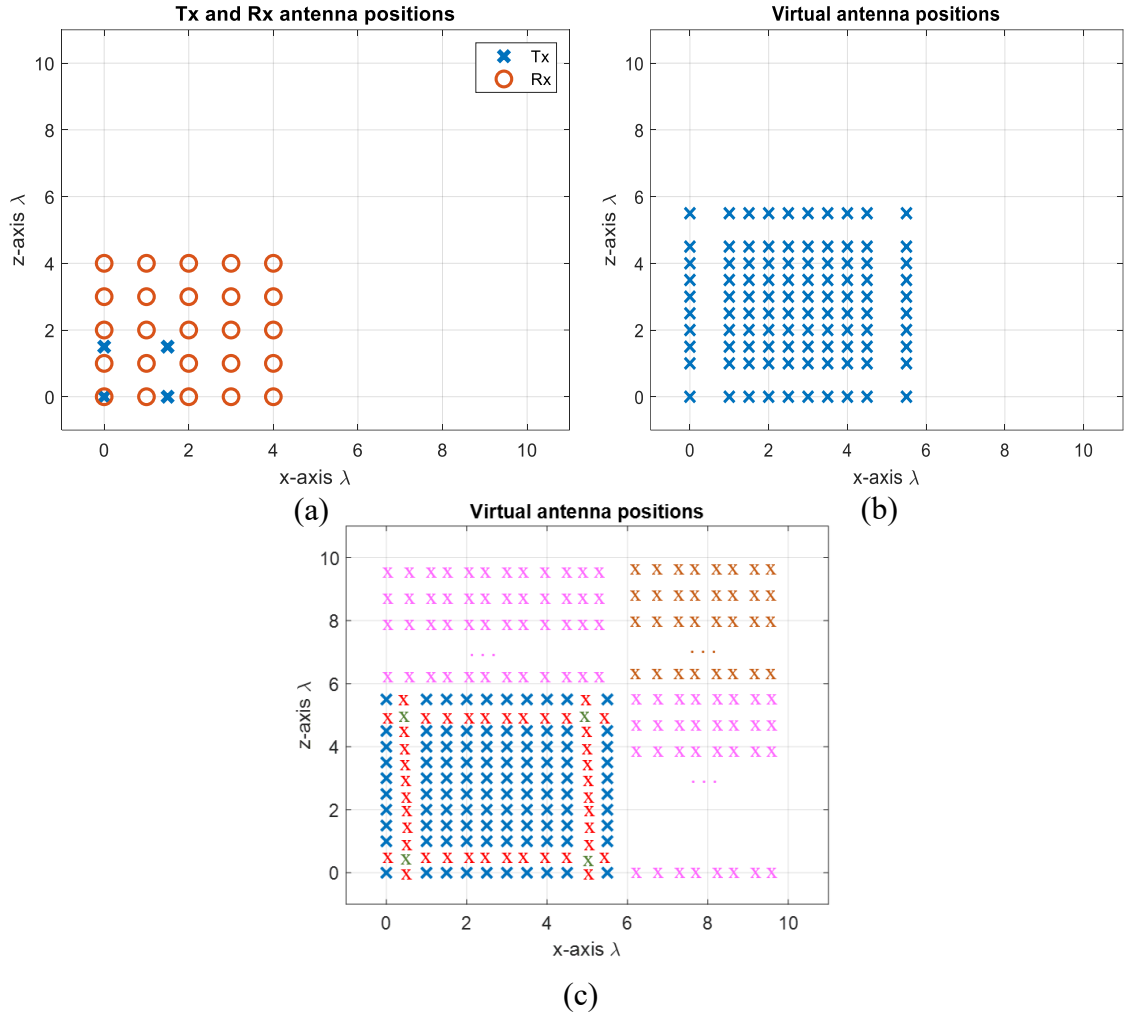 Tx and Rx antenna positions
10
8
6
4
2
0
0 2 4 6 8 10
z-axis λ
x-axis λ
Tx
Rx
(a)
Virtual antenna positions
10
8
6
4
2
0
0 2 4 6 8 10
z-axis λ
x-axis λ
(b)
Virtual antenna positions
10
8
6
4
2
0
0 2 4 6 8 10
z-axis λ
x-axis λ
. . .
. . .
. . .
(c)